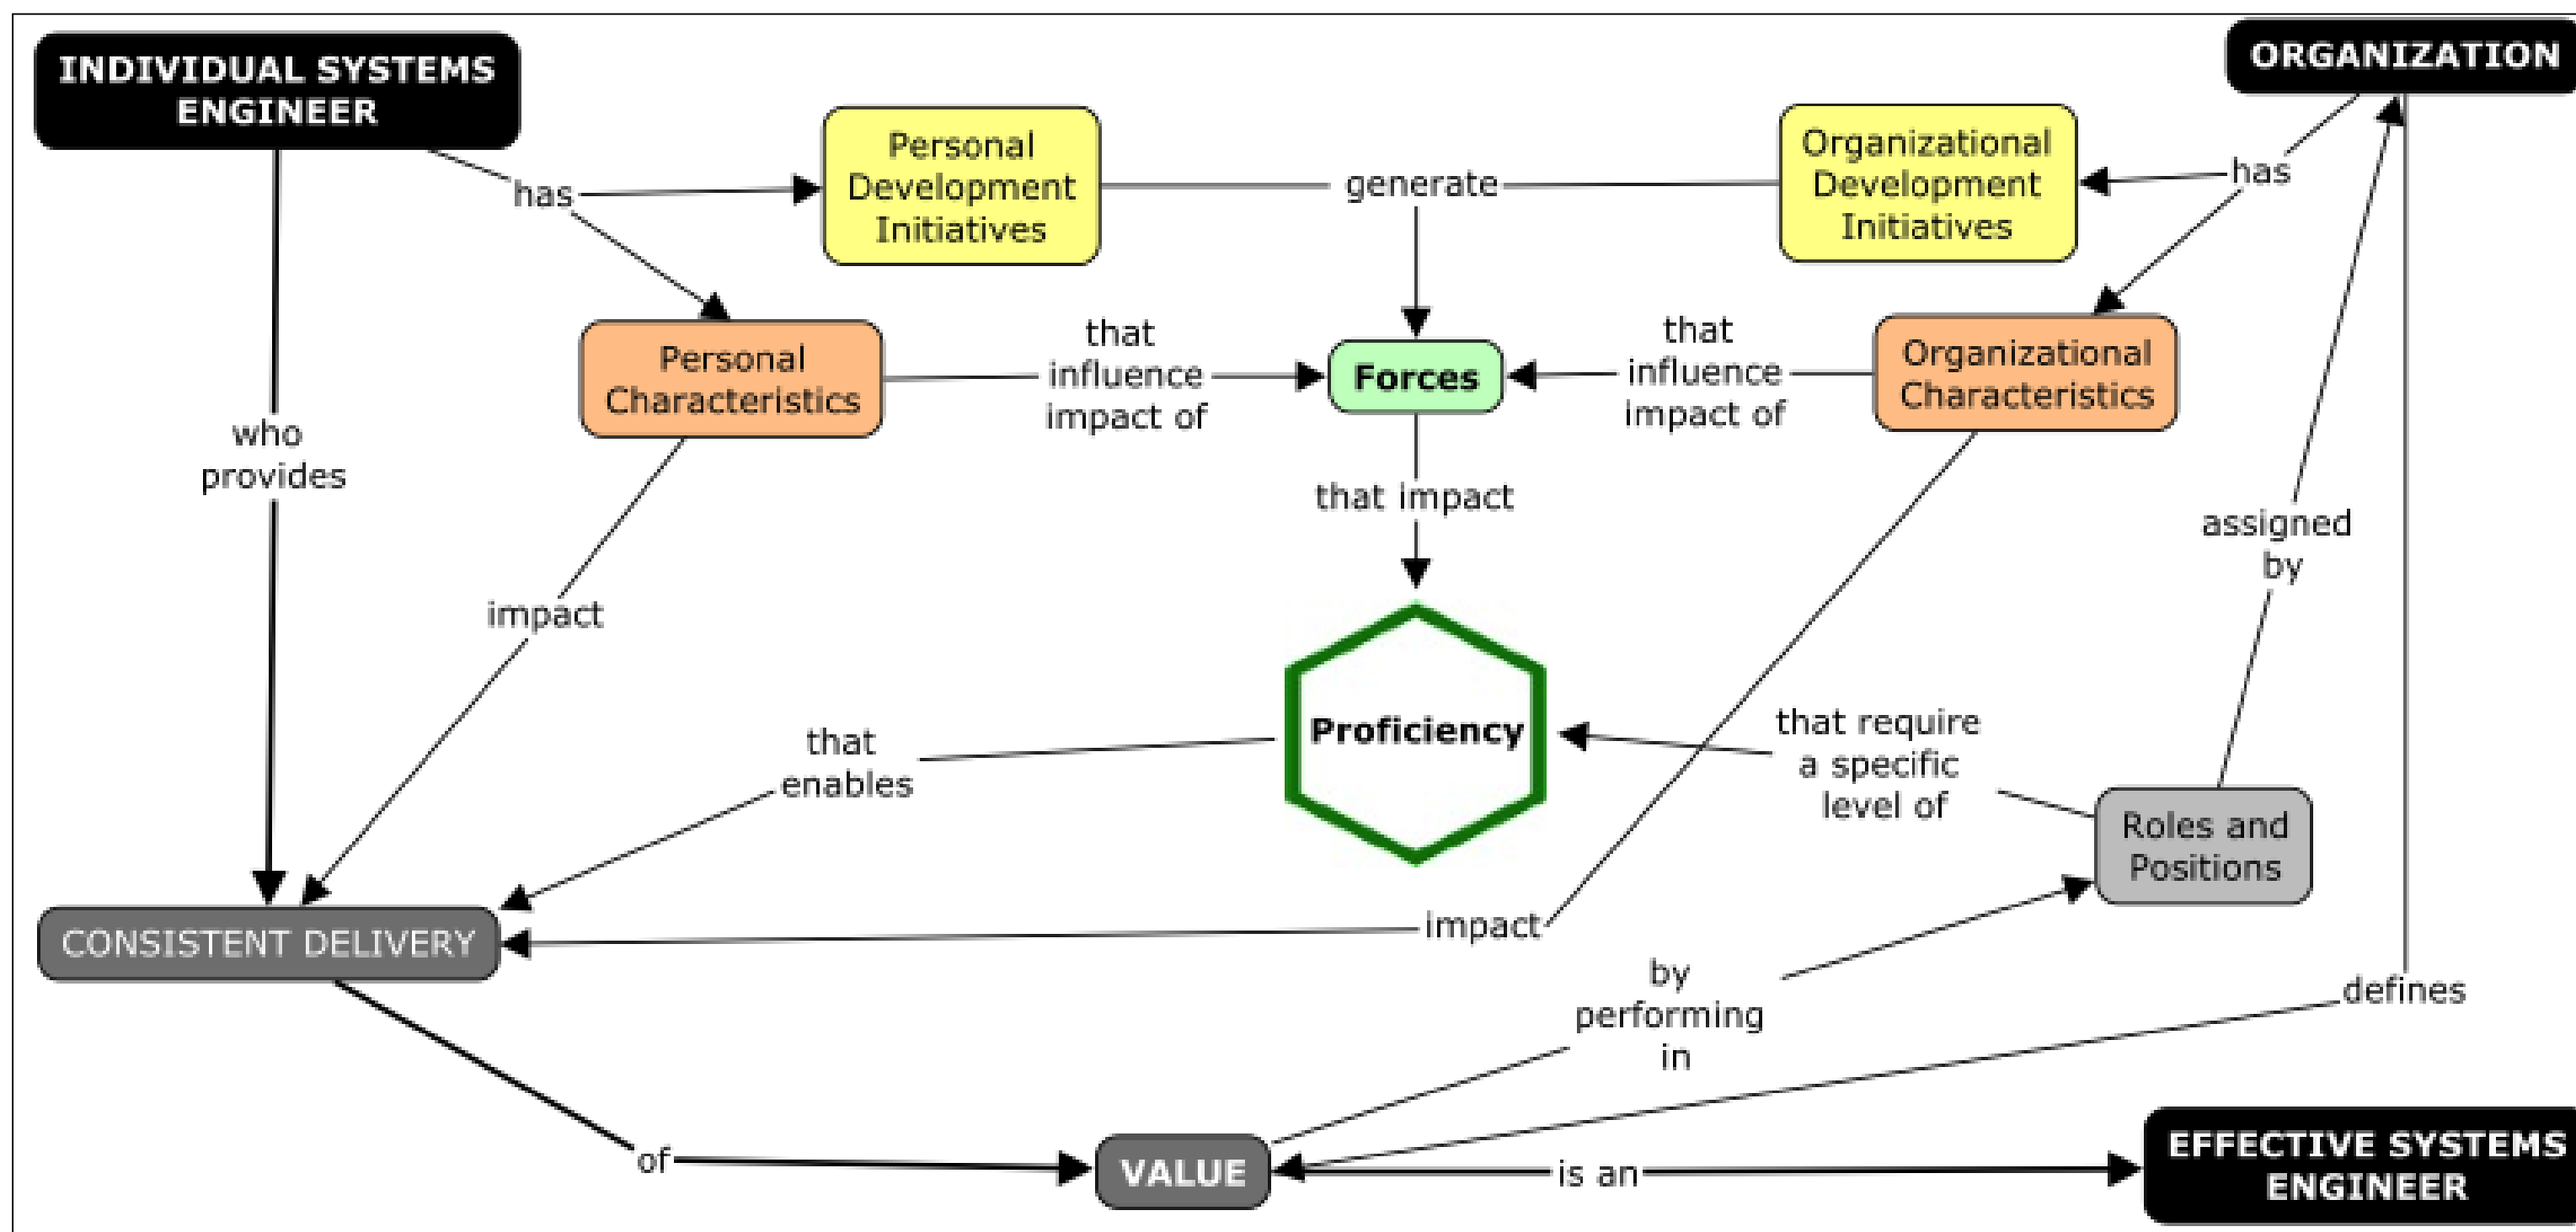 INDIVIDUAL SYSTEMS
ENGINEER
ORGANIZATION
has
Personal
Development
Initiatives
generate
Organizational
Development
Initiatives
has
Personal
Characteristics
that
influence
impact of
Forces
that
influence
impact of
Organizational
Characteristics
who
provides
that impact
assigned
by
impact
Proficiency
that
enables
that require
a specific
level of
Roles and
Positions
CONSISTENT DELIVERY
impact
by
performing
in
defines
of
VALUE
is an
EFFECTIVE SYSTEMS
ENGINEER